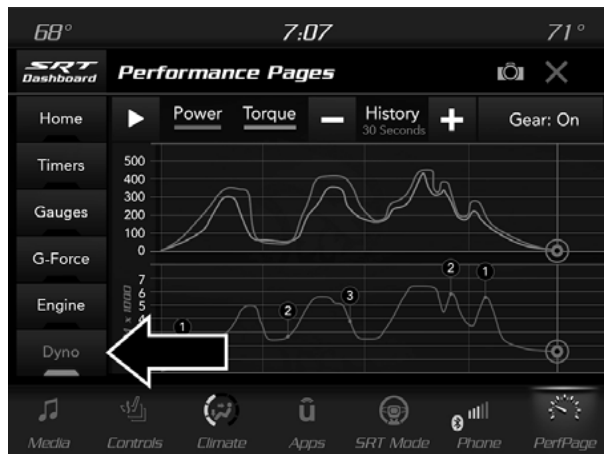 68° 7:07 71°
SRT Dashboard Performance Pages
Home Power Torque History 30 Seconds Gear: On
Timers
Gauges
G-Force
Engine
Dyno
500
400
300
200
100
0
7
6
5
x 1000
1 2 3 2 1
Media Controls Climate Apps SRT Mode Phone PerfPage